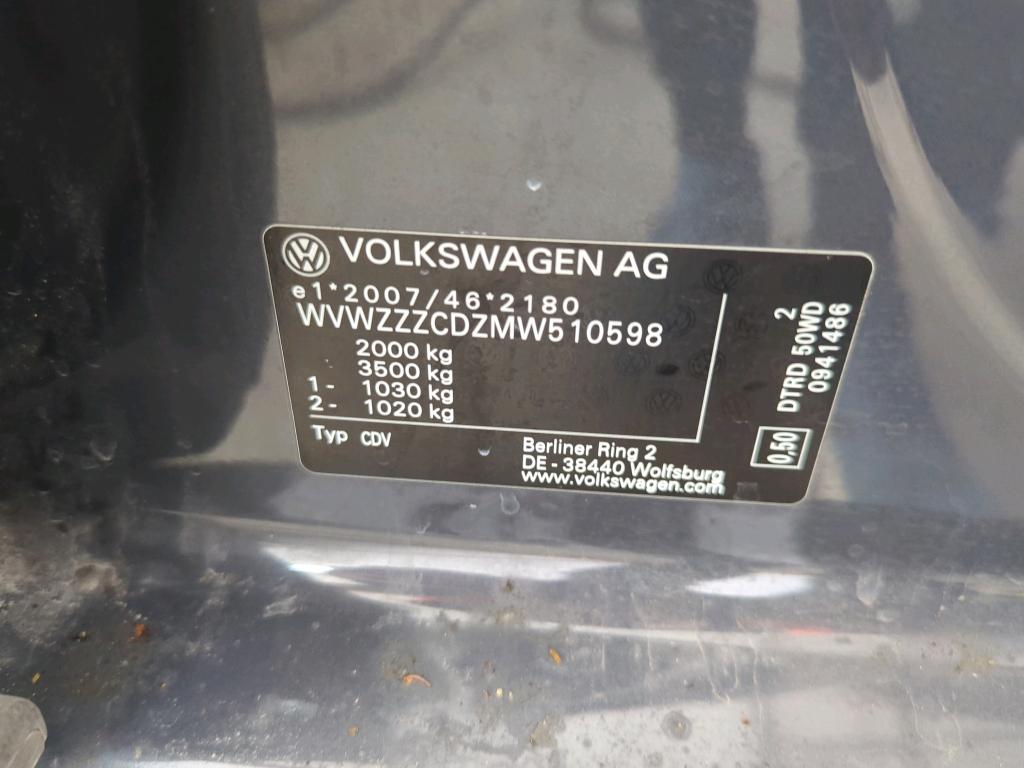 VOLKSWAGEN AG
e1*2007/46*2180
WVWZZZCDZMW510598
2000 kg
3500 kg
1- 1030 kg
2- 1020 kg
Typ CDV
Berliner Ring 2
DE-38440 Wolfsburg
www.volkswagen.com
2
DTRD 50WD
0941486
0,50